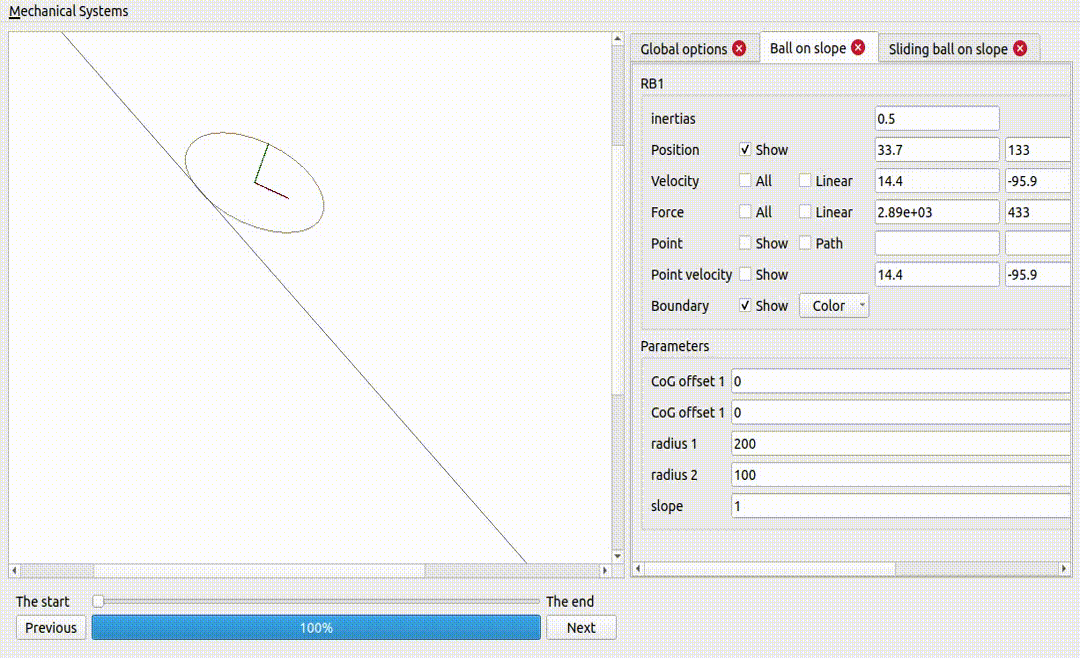 Mechanical Systems
Global options Ball on slope Sliding ball on slope
RB1
inertias 0.5
Position Show 33.7 133
Velocity All Linear 14.4 -95.9
Force All Linear 2.89e+03 433
Point Show Path
Point velocity Show 14.4 -95.9
Boundary Show Color
Parameters
CoG offset 1 0
CoG offset 1 0
radius 1 200
radius 2 100
slope 1
The start The end
Previous 100% Next